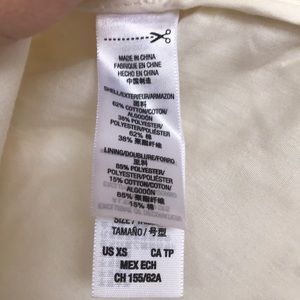 MADE IN CHINA
FABRIQUE EN CHINE
HECHO EN CHINA
中国制造
SHELL/EXTERIEUR/ARMAZON
面料
62% COTTON/COTON/
ALGODÓN
38% POLYESTER/
POLYESTER/POLIÉSTER
62% 棉
38% 聚酯纤维
LINING/DOUBLURE/FORRO
里料
85% POLYESTER/
POLYESTER/POLIÉSTER
15% COTTON/COTON/
ALGODÓN
85% 聚酯纤维
15% 棉
TAMAÑO / 号型
US XS CA TP
MEX ECH
CH 155/62A